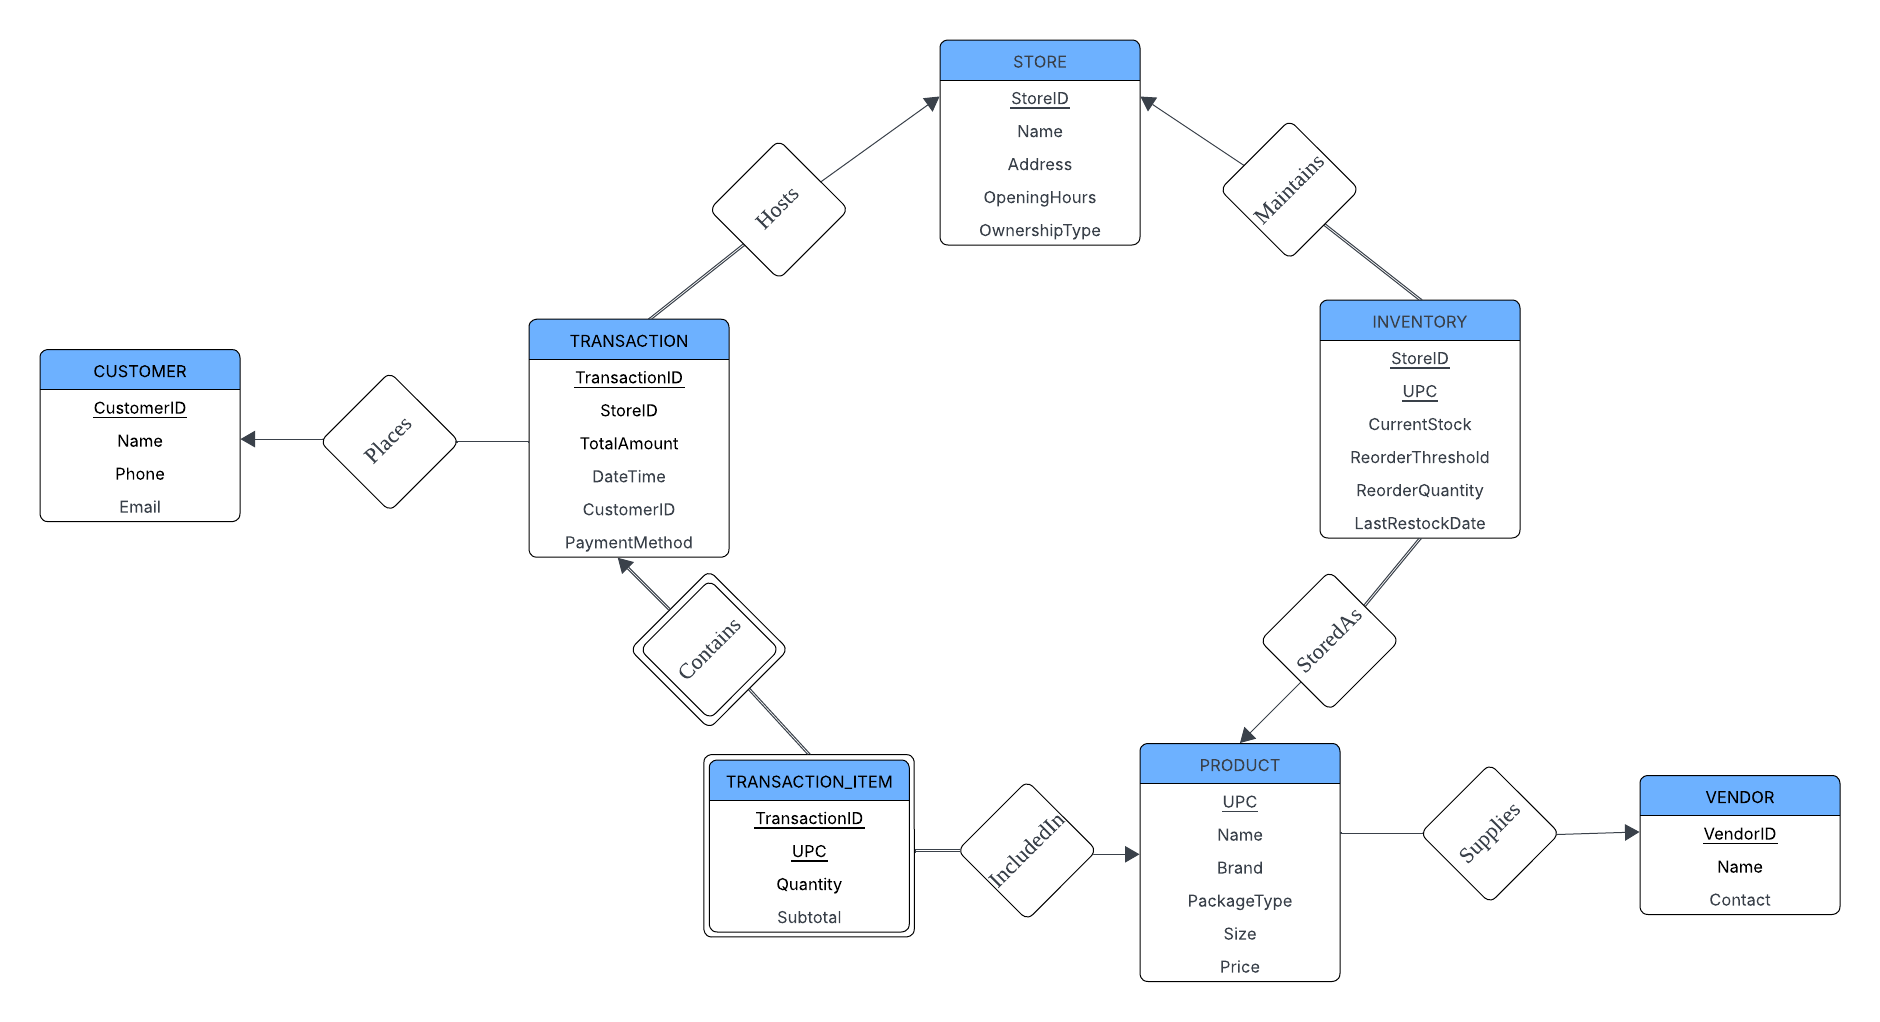 STORE
StoreID
Name
Address
OpeningHours
OwnershipType
Hosts
Maintains
INVENTORY
StoreID
UPC
CurrentStock
ReorderThreshold
ReorderQuantity
LastRestockDate
TRANSACTION
TransactionID
StoreID
TotalAmount
DateTime
CustomerID
PaymentMethod
CUSTOMER
CustomerID
Name
Phone
Email
Places
Contains
StoredAs
TRANSACTION_ITEM
TransactionID
UPC
Quantity
Subtotal
IncludedIn
PRODUCT
UPC
Name
Brand
PackageType
Size
Price
Supplies
VENDOR
VendorID
Name
Contact